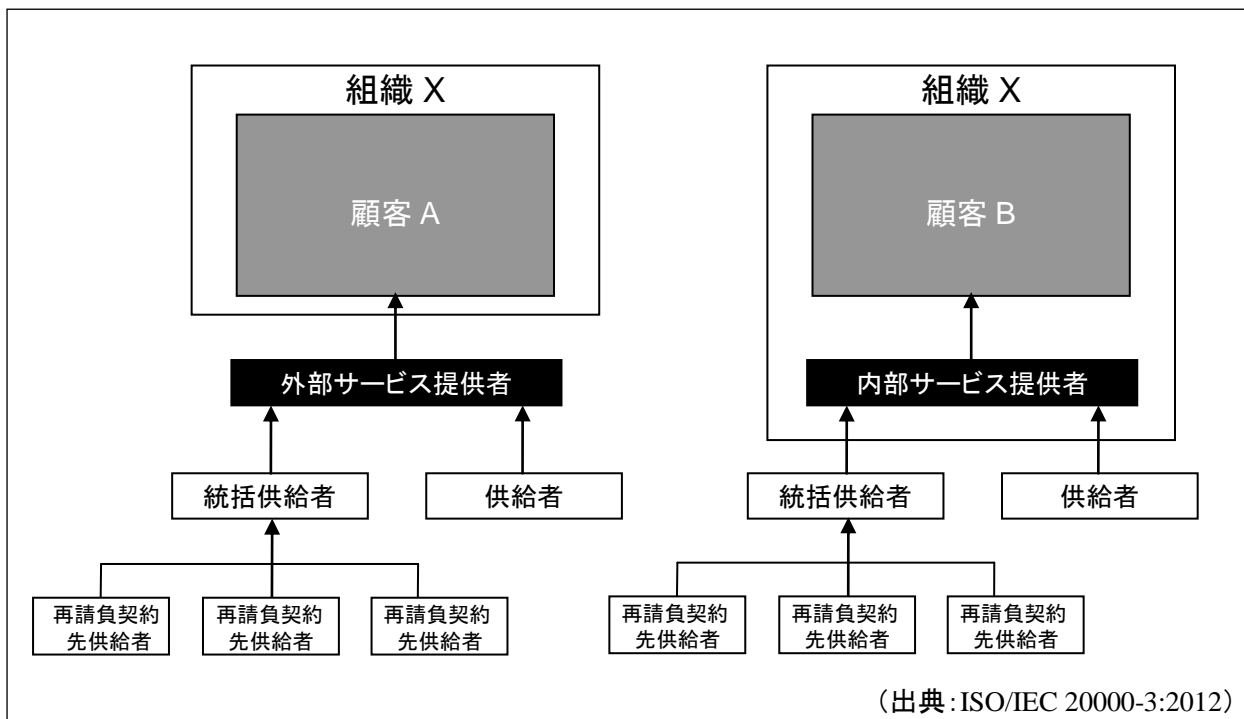 組織 X
顧客 A
外部サービス提供者
統括供給者
供給者
再請負契約
先供給者
再請負契約
先供給者
再請負契約
先供給者
組織 X
顧客 B
内部サービス提供者
統括供給者
供給者
再請負契約
先供給者
再請負契約
先供給者
再請負契約
先供給者
（出典：ISO/IEC 20000-3:2012）